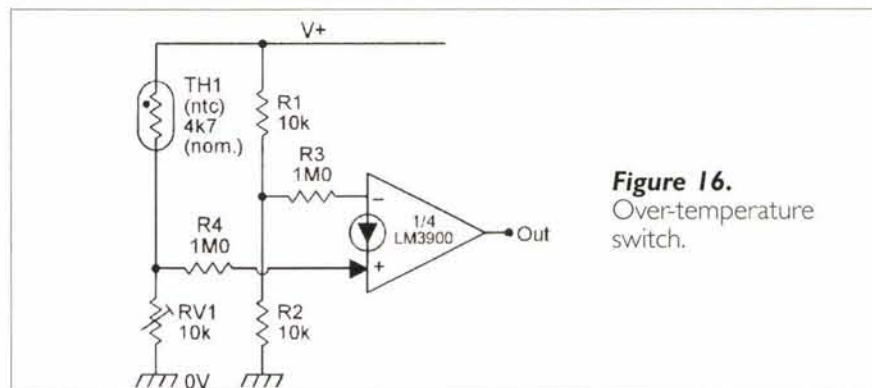 V+
TH1
(ntc)
4k7
(nom.)
R1
10k
R3
1M0
R4
1M0
−
1/4
LM3900
+
Out
RV1
10k
R2
10k
0V
Figure 16.
Over-temperature
switch.